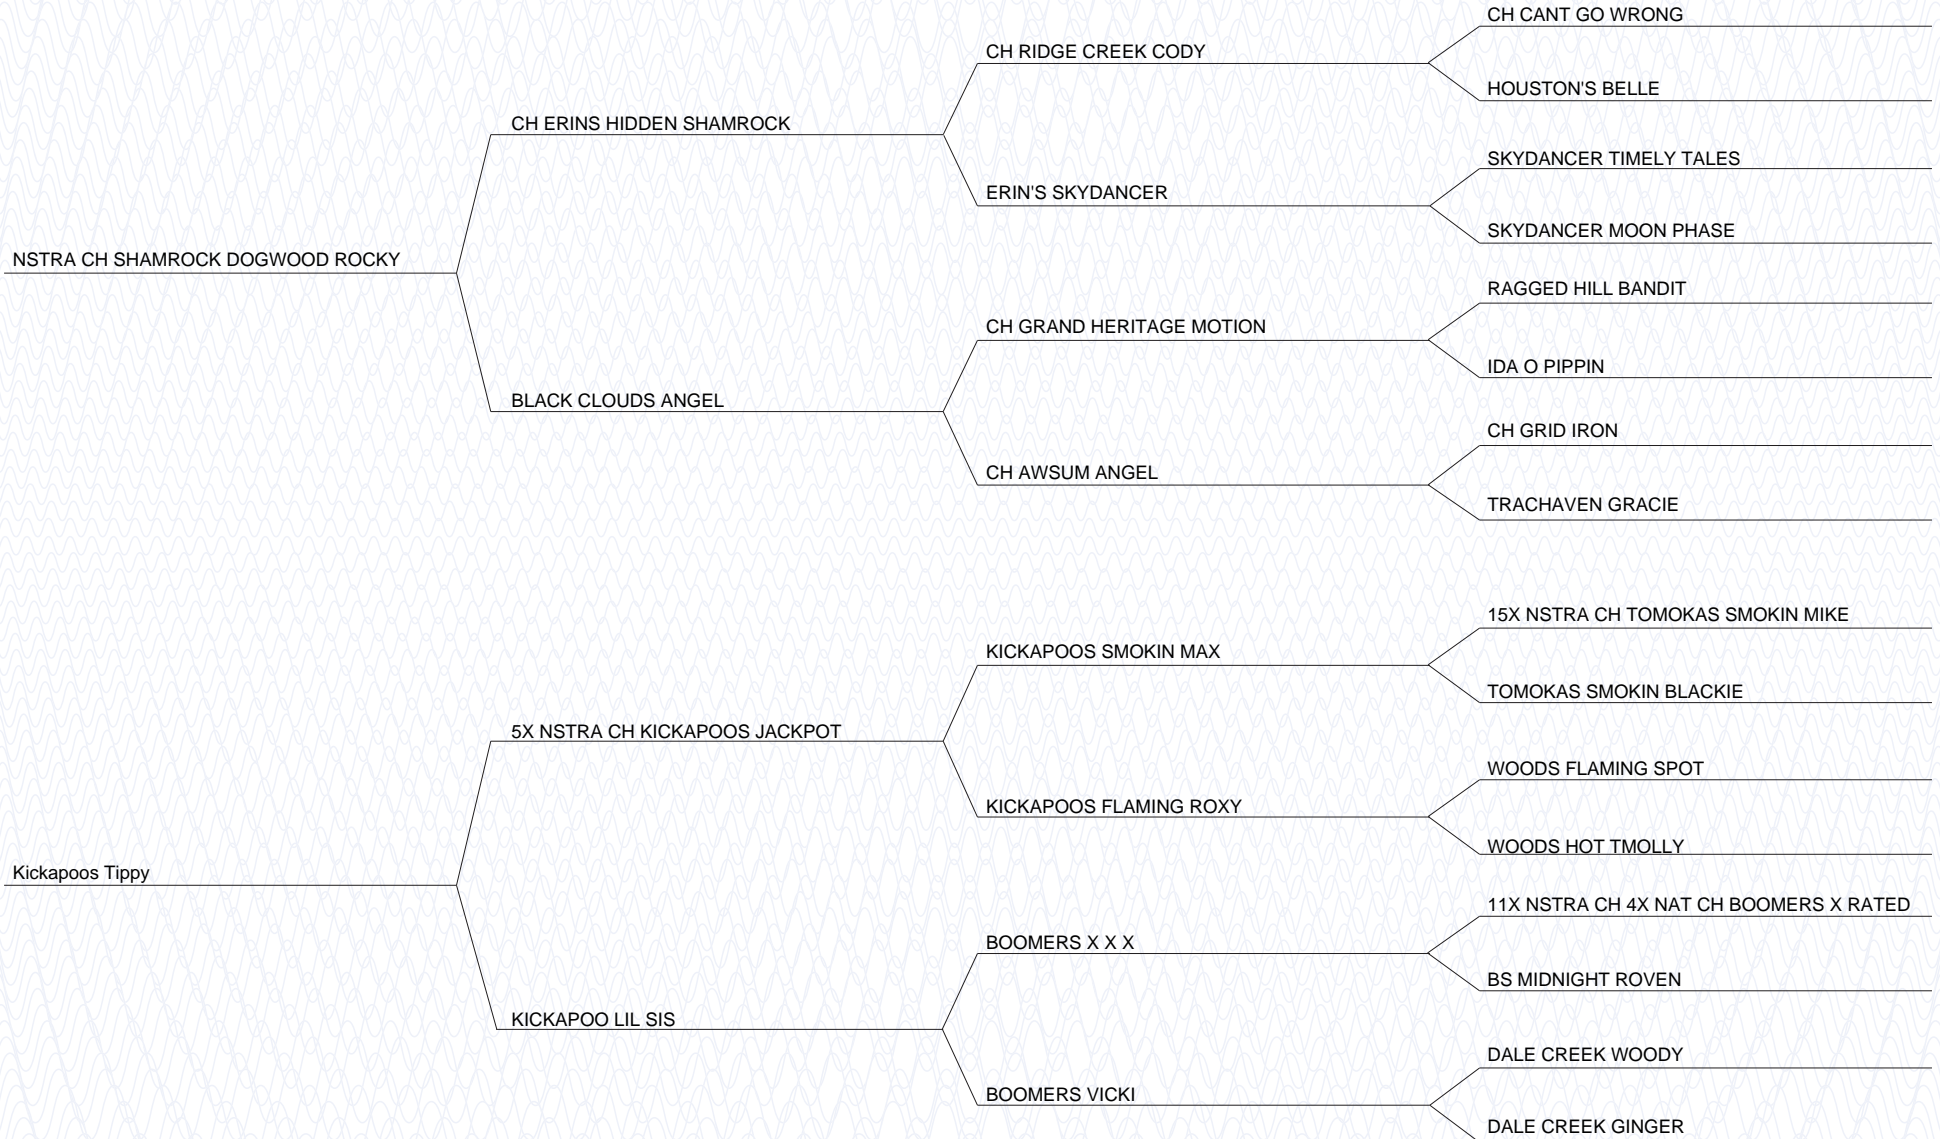 CH CANT GO WRONG
CH RIDGE CREEK CODY
HOUSTON'S BELLE
CH ERINS HIDDEN SHAMROCK
SKYDANCER TIMELY TALES
ERIN'S SKYDANCER
SKYDANCER MOON PHASE
NSTRA CH SHAMROCK DOGWOOD ROCKY
RAGGED HILL BANDIT
CH GRAND HERITAGE MOTION
IDA O PIPPIN
BLACK CLOUDS ANGEL
CH GRID IRON
CH AWSUM ANGEL
TRACHAVEN GRACIE
15X NSTRA CH TOMOKAS SMOKIN MIKE
KICKAPOOS SMOKIN MAX
TOMOKAS SMOKIN BLACKIE
5X NSTRA CH KICKAPOOS JACKPOT
WOODS FLAMING SPOT
KICKAPOOS FLAMING ROXY
WOODS HOT TMOLLY
Kickapoos Tippy
11X NSTRA CH 4X NAT CH BOOMERS X RATED
BOOMERS X X X
BS MIDNIGHT ROVEN
KICKAPOO LIL SIS
DALE CREEK WOODY
BOOMERS VICKI
DALE CREEK GINGER